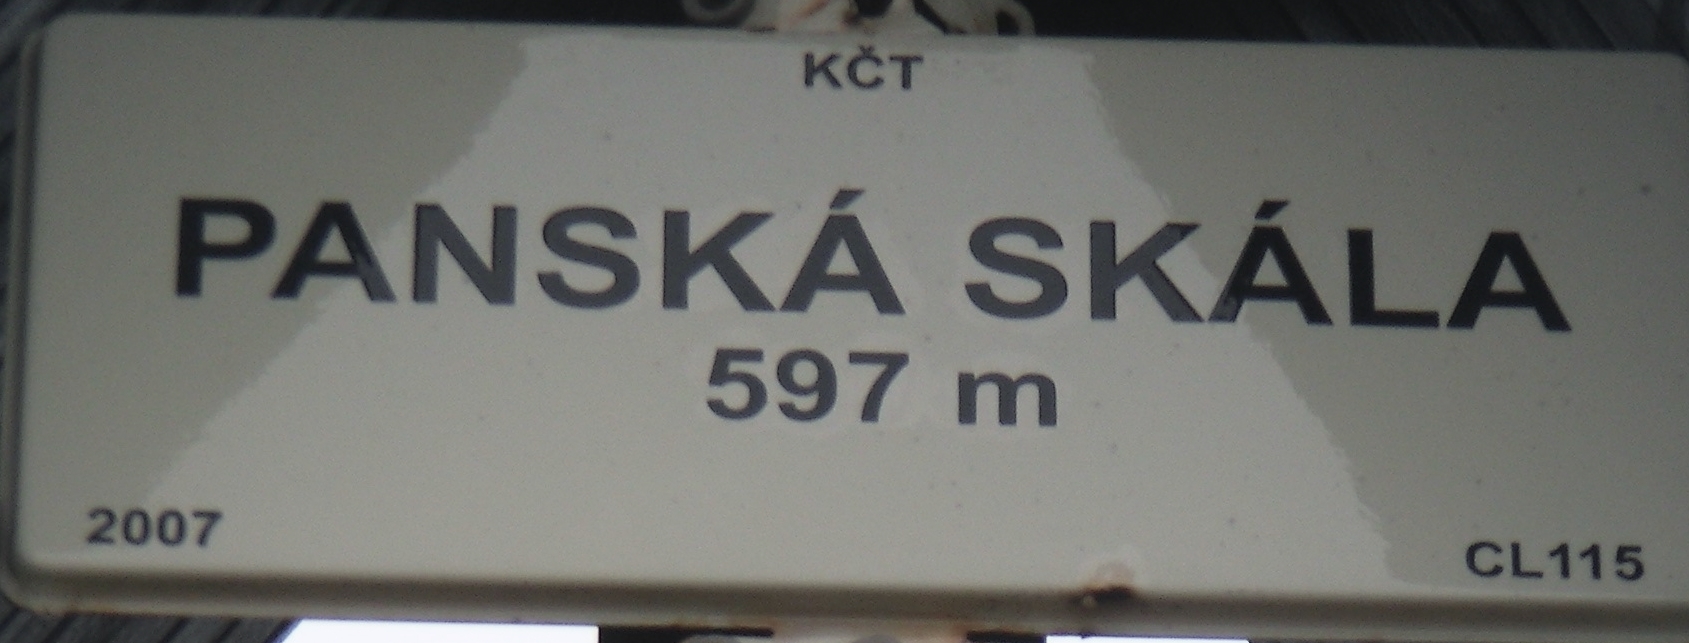 KČT
PANSKÁ SKÁLA
597 m
2007 CL115